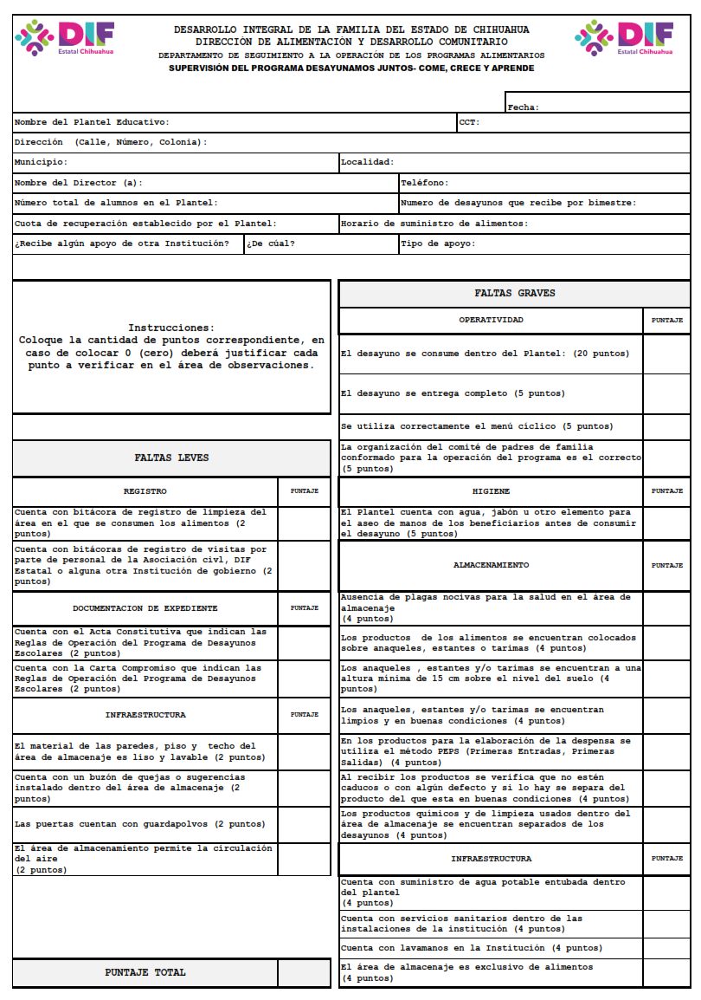 DIF
Estatal Chihuahua
DESARROLLO INTEGRAL DE LA FAMILIA DEL ESTADO DE CHIHUAHUA
DIRECCIÓN DE ALIMENTACIÓN Y DESARROLLO COMUNITARIO
DEPARTAMENTO DE SEGUIMIENTO A LA OPERACIÓN DE LOS PROGRAMAS ALIMENTARIOS
SUPERVISIÓN DEL PROGRAMA DESAYUNAMOS JUNTOS- COME, CRECE Y APRENDE
DIF
Estatal Chihuahua
Fecha:
Nombre del Plantel Educativo:
CCT:
Dirección (Calle, Número, Colonia):
Municipio:
Localidad:
Nombre del Director (a):
Teléfono:
Número total de alumnos en el Plantel:
Numero de desayunos que recibe por bimestre:
Cuota de recuperación establecido por el Plantel:
Horario de suministro de alimentos:
¿Recibe algún apoyo de otra Institución?
¿De cúal?
Tipo de apoyo:
Instrucciones:
Coloque la cantidad de puntos correspondiente, en
caso de colocar 0 (cero) deberá justificar cada
punto a verificar en el área de observaciones.
FALTAS LEVES
REGISTRO
PUNTAJE
Cuenta con bitácora de registro de limpieza del
área en el que se consumen los alimentos (2
puntos)
Cuenta con bitácoras de registro de visitas por
parte de personal de la Asociación civl, DIF
Estatal o alguna otra Institución de gobierno (2
puntos)
DOCUMENTACION DE EXPEDIENTE
PUNTAJE
Cuenta con el Acta Constitutiva que indican las
Reglas de Operación del Programa de Desayunos
Escolares (2 puntos)
Cuenta con la Carta Compromiso que indican las
Reglas de Operación del Programa de Desayunos
Escolares (2 puntos)
INFRAESTRUCTURA
PUNTAJE
El material de las paredes, piso y techo del
área de almacenaje es liso y lavable (2 puntos)
Cuenta con un buzón de quejas o sugerencias
instalado dentro del área de almacenaje (2
puntos)
Las puertas cuentan con guardapolvos (2 puntos)
El área de almacenamiento permite la circulación
del aire
(2 puntos)
PUNTAJE TOTAL
FALTAS GRAVES
OPERATIVIDAD
PUNTAJE
El desayuno se consume dentro del Plantel: (20 puntos)
El desayuno se entrega completo (5 puntos)
Se utiliza correctamente el menú cíclico (5 puntos)
La organización del comité de padres de familia
conformado para la operación del programa es el correcto
(5 puntos)
HIGIENE
PUNTAJE
El Plantel cuenta con agua, jabón u otro elemento para
el aseo de manos de los beneficiarios antes de consumir
el desayuno (5 puntos)
ALMACENAMIENTO
PUNTAJE
Ausencia de plagas nocivas para la salud en el área de
almacenaje
(4 puntos)
Los productos de los alimentos se encuentran colocados
sobre anaqueles, estantes o tarimas (4 puntos)
Los anaqueles , estantes y/o tarimas se encuentran a una
altura minima de 15 cm sobre el nivel del suelo (4
puntos)
Los anaqueles, estantes y/o tarimas se encuentran
limpios y en buenas condiciones (4 puntos)
En los productos para la elaboración de la despensa se
utiliza el método PEPS (Primeras Entradas, Primeras
Salidas) (4 puntos)
Al recibir los productos se verifica que no estén
caducos o con algún defecto y si lo hay se separa del
producto del que esta en buenas condiciones (4 puntos)
Los productos químicos y de limpieza usados dentro del
área de almacenaje se encuentran separados de los
desayunos (4 puntos)
INFRAESTRUCTURA
PUNTAJE
Cuenta con suministro de agua potable entubada dentro
del plantel
(4 puntos)
Cuenta con servicios sanitarios dentro de las
instalaciones de la institución (4 puntos)
Cuenta con lavamanos en la Institución (4 puntos)
El área de almacenaje es exclusivo de alimentos
(4 puntos)